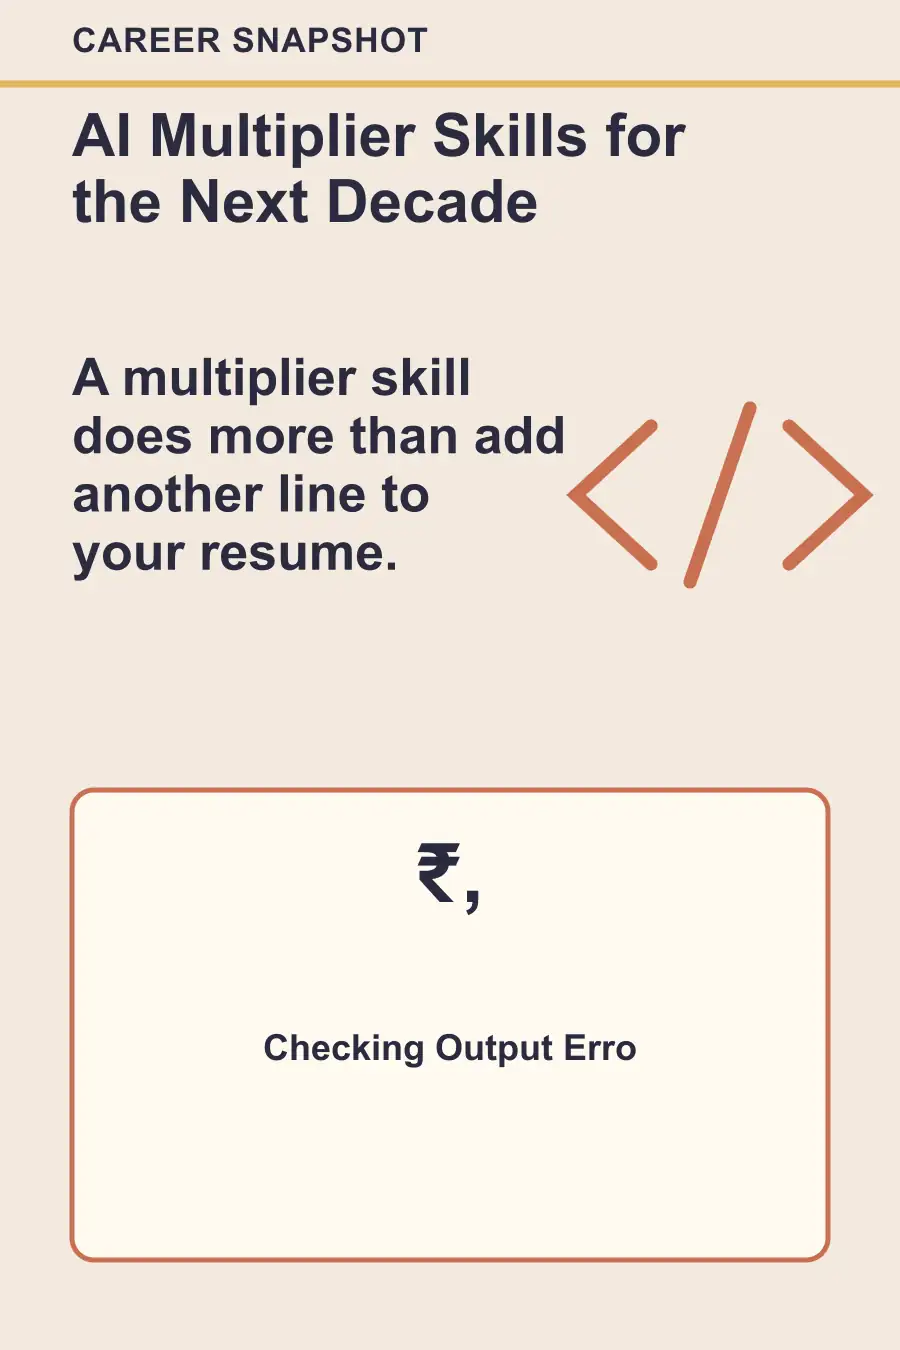 CAREER SNAPSHOT
AI Multiplier Skills for
the Next Decade
A multiplier skill
does more than add
another line to
your resume.
₹,
Checking Output Erro